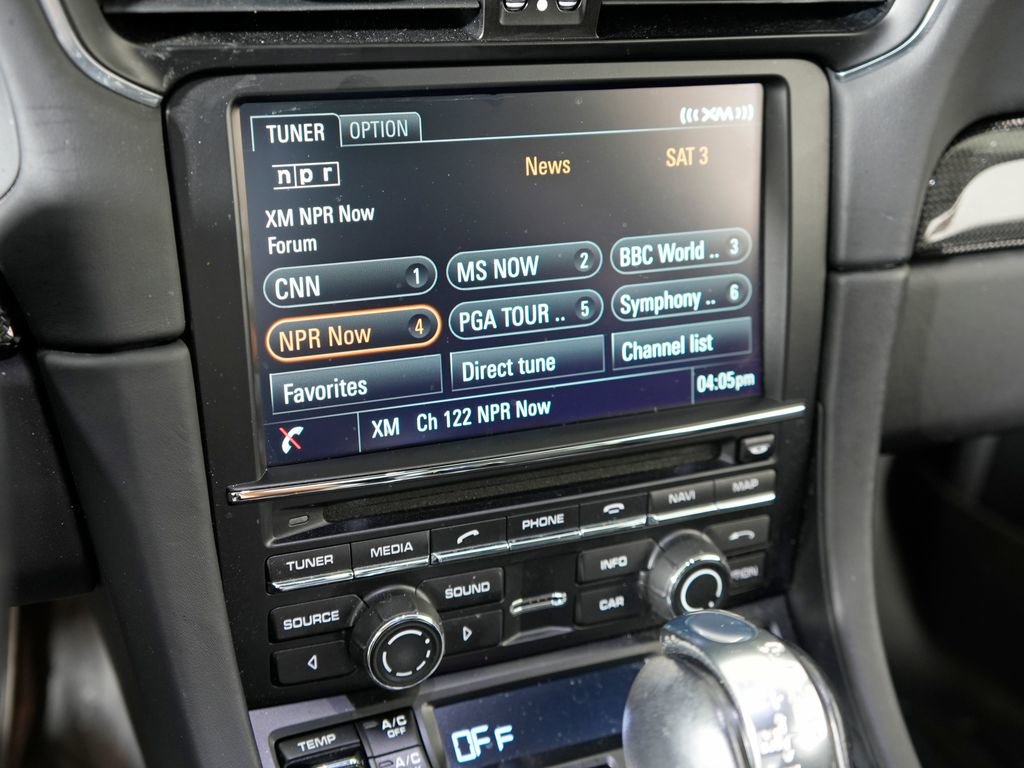 TUNER OPTION XM
npr News SAT 3
XM NPR Now
Forum
CNN 1 MS NOW 2 BBC World .. 3
NPR Now 4 PGA TOUR .. 5 Symphony .. 6
Favorites Direct tune Channel list
XM Ch 122 NPR Now 04:05pm
TUNER MEDIA PHONE NAVI MAP
SOURCE SOUND INFO
CAR
TEMP A/C OFF OFF
A/C